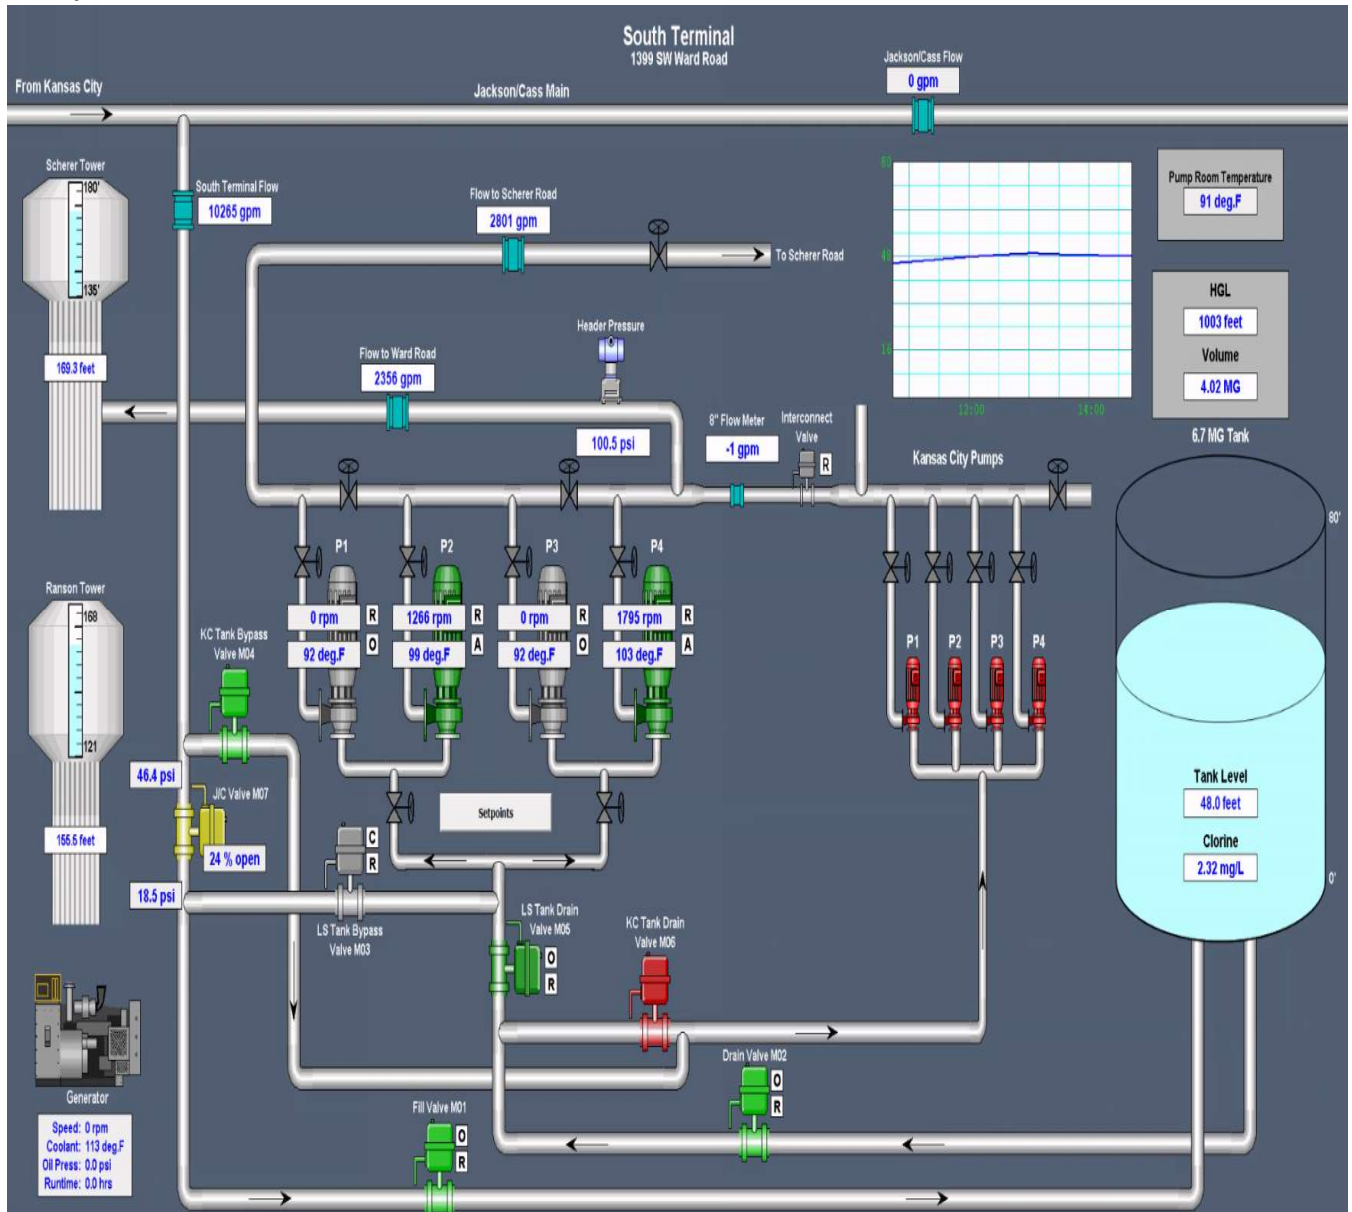 South Terminal
1399 SW Ward Road
Jackson/Cass Flow
0 gpm
From Kansas City
Jackson/Cass Main
Scherer Tower
180'
135'
169.3 feet
South Terminal Flow
10265 gpm
Flow to Scherer Road
2801 gpm
To Scherer Road
Header Pressure
100.5 psi
Flow to Ward Road
2356 gpm
8" Flow Meter
-1 gpm
Interconnect
Valve
R
Kansas City Pumps
12:00
14:00
Pump Room Temperature
91 deg.F
HGL
1003 feet
Volume
4.02 MG
6.7 MG Tank
80'
0'
Tank Level
48.0 feet
Clorine
2.32 mg/L
P1
0 rpm
R
92 deg.F
O
P2
1266 rpm
R
99 deg.F
A
P3
0 rpm
R
92 deg.F
O
P4
1795 rpm
R
103 deg.F
A
P1
P2
P3
P4
Ranson Tower
168
121
155.5 feet
KC Tank Bypass
Valve M04
46.4 psi
J/C Valve M07
24 % open
18.5 psi
Setpoints
C
R
LS Tank Bypass
Valve M03
LS Tank Drain
Valve M05
O
R
KC Tank Drain
Valve M06
Drain Valve M02
O
R
Fill Valve M01
O
R
Generator
Speed: 0 rpm
Coolant: 113 deg.F
Oil Press: 0.0 psi
Runtime: 0.0 hrs